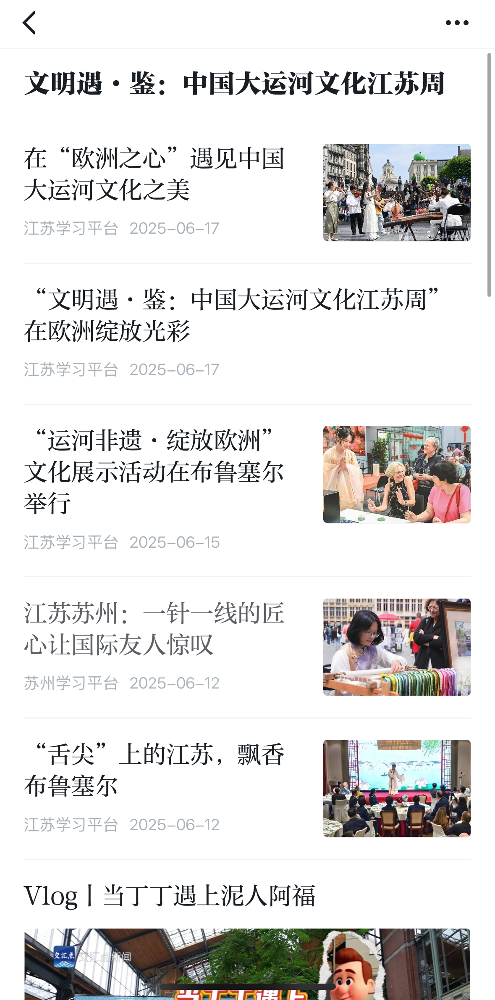 文明遇·鉴：中国大运河文化江苏周
在“欧洲之心”遇见中国
大运河文化之美
江苏学习平台 2025-06-17
“文明遇·鉴：中国大运河文化江苏周”
在欧洲绽放光彩
江苏学习平台 2025-06-17
“运河非遗·绽放欧洲”
文化展示活动在布鲁塞尔
举行
江苏学习平台 2025-06-15
江苏苏州：一针一线的匠
心让国际友人惊叹
苏州学习平台 2025-06-12
“舌尖”上的江苏，飘香
布鲁塞尔
江苏学习平台 2025-06-12
Vlog丨当丁丁遇上泥人阿福
交汇点 交汇点新闻
当丁丁遇上